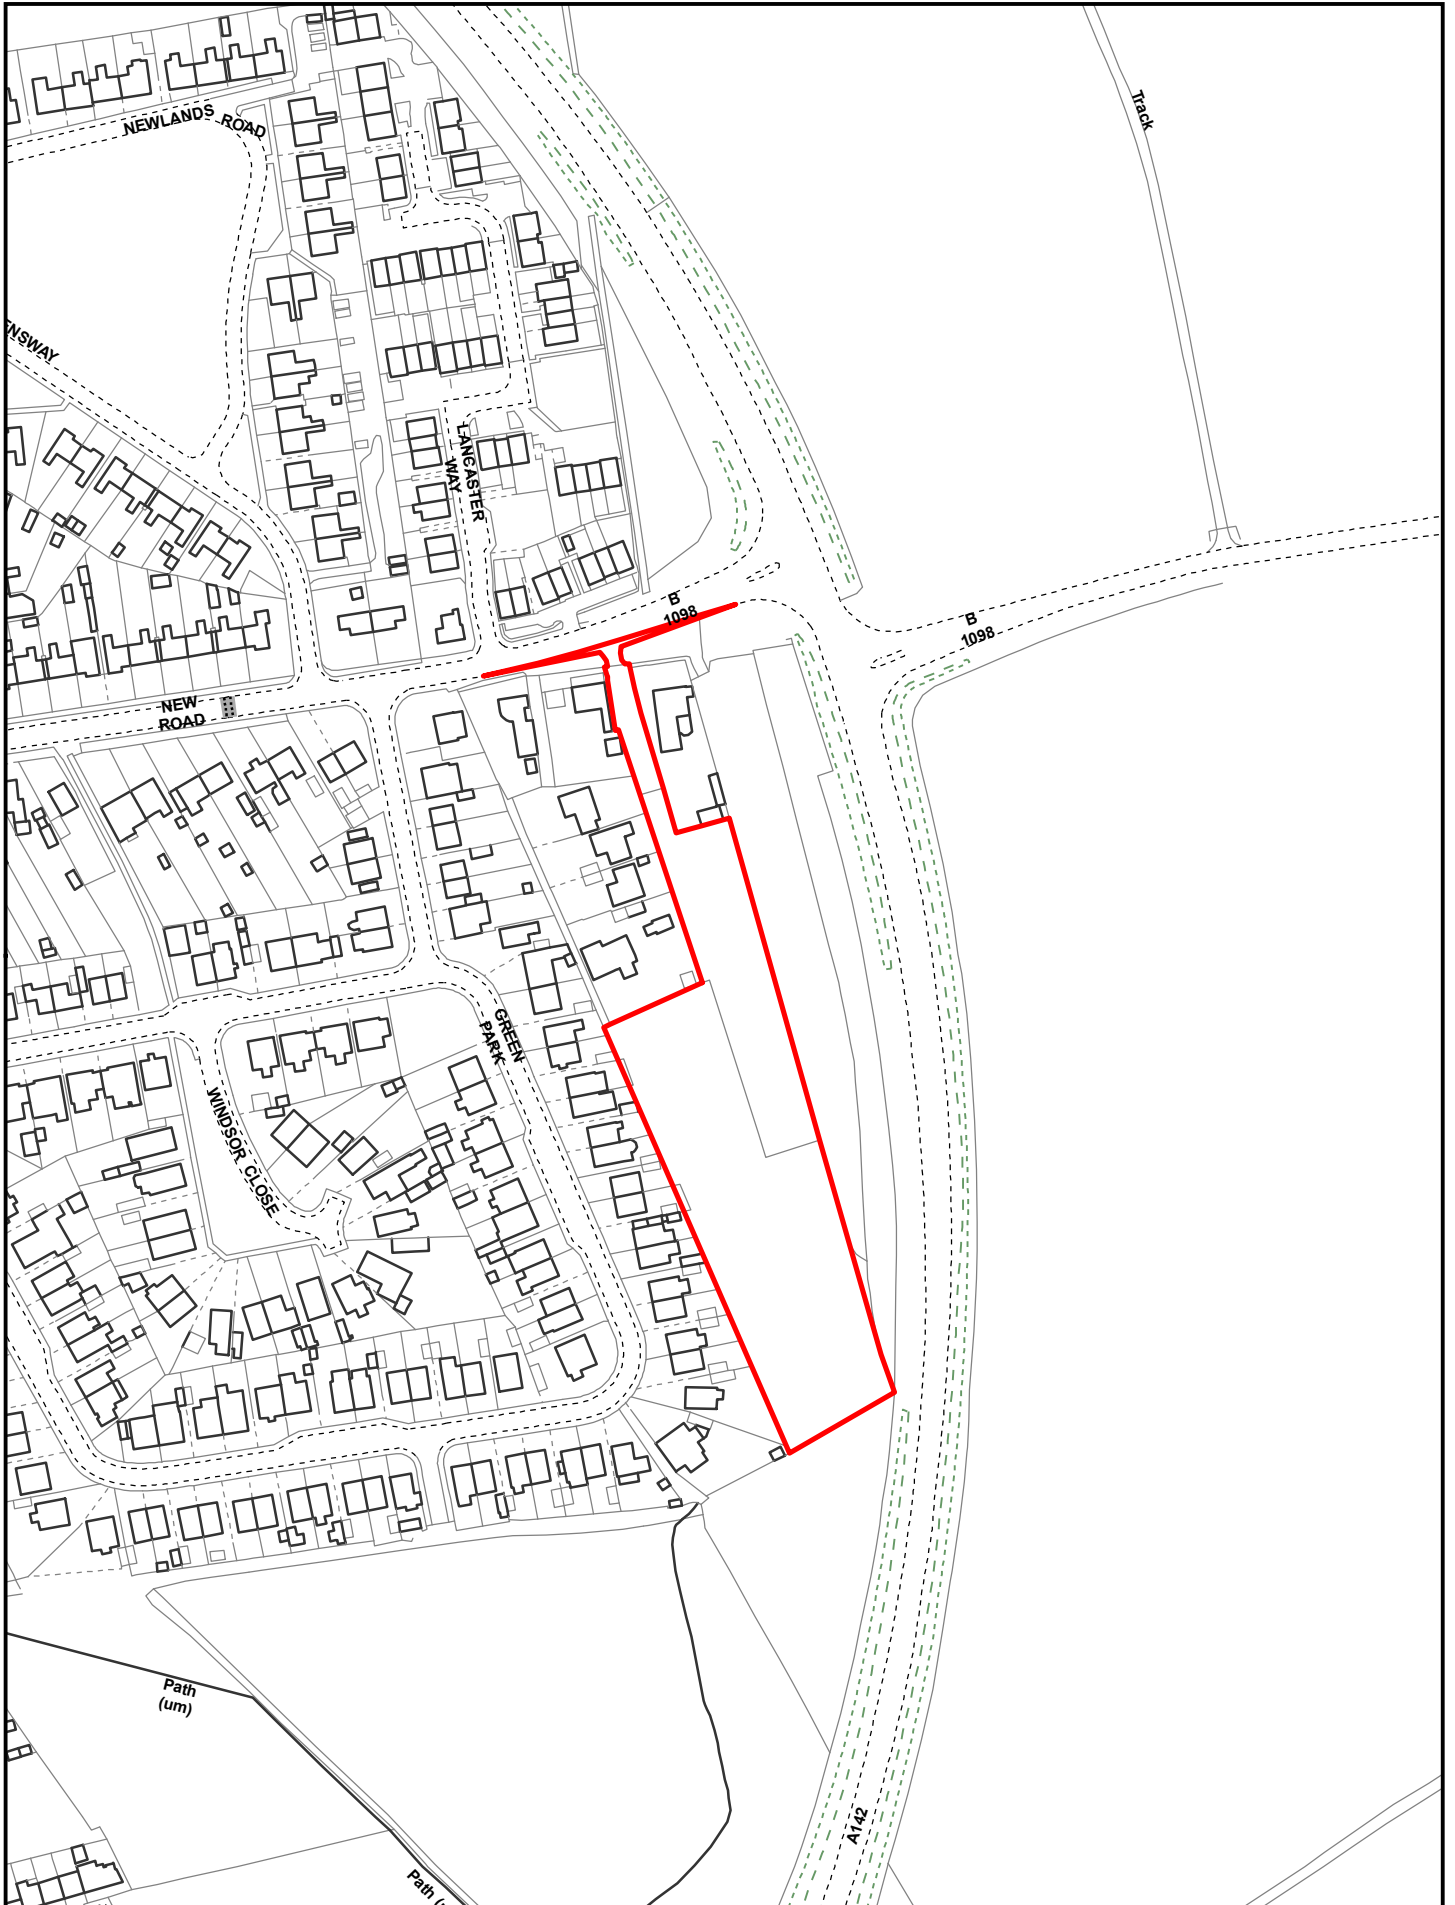 Track
NEWLANDS ROAD
ENSWAY
LANCASTER
WAY
B
1098
B
1098
NEW
ROAD
GREEN
PARK
WINDSOR CLOSE
Path
(um)
A142
Path (